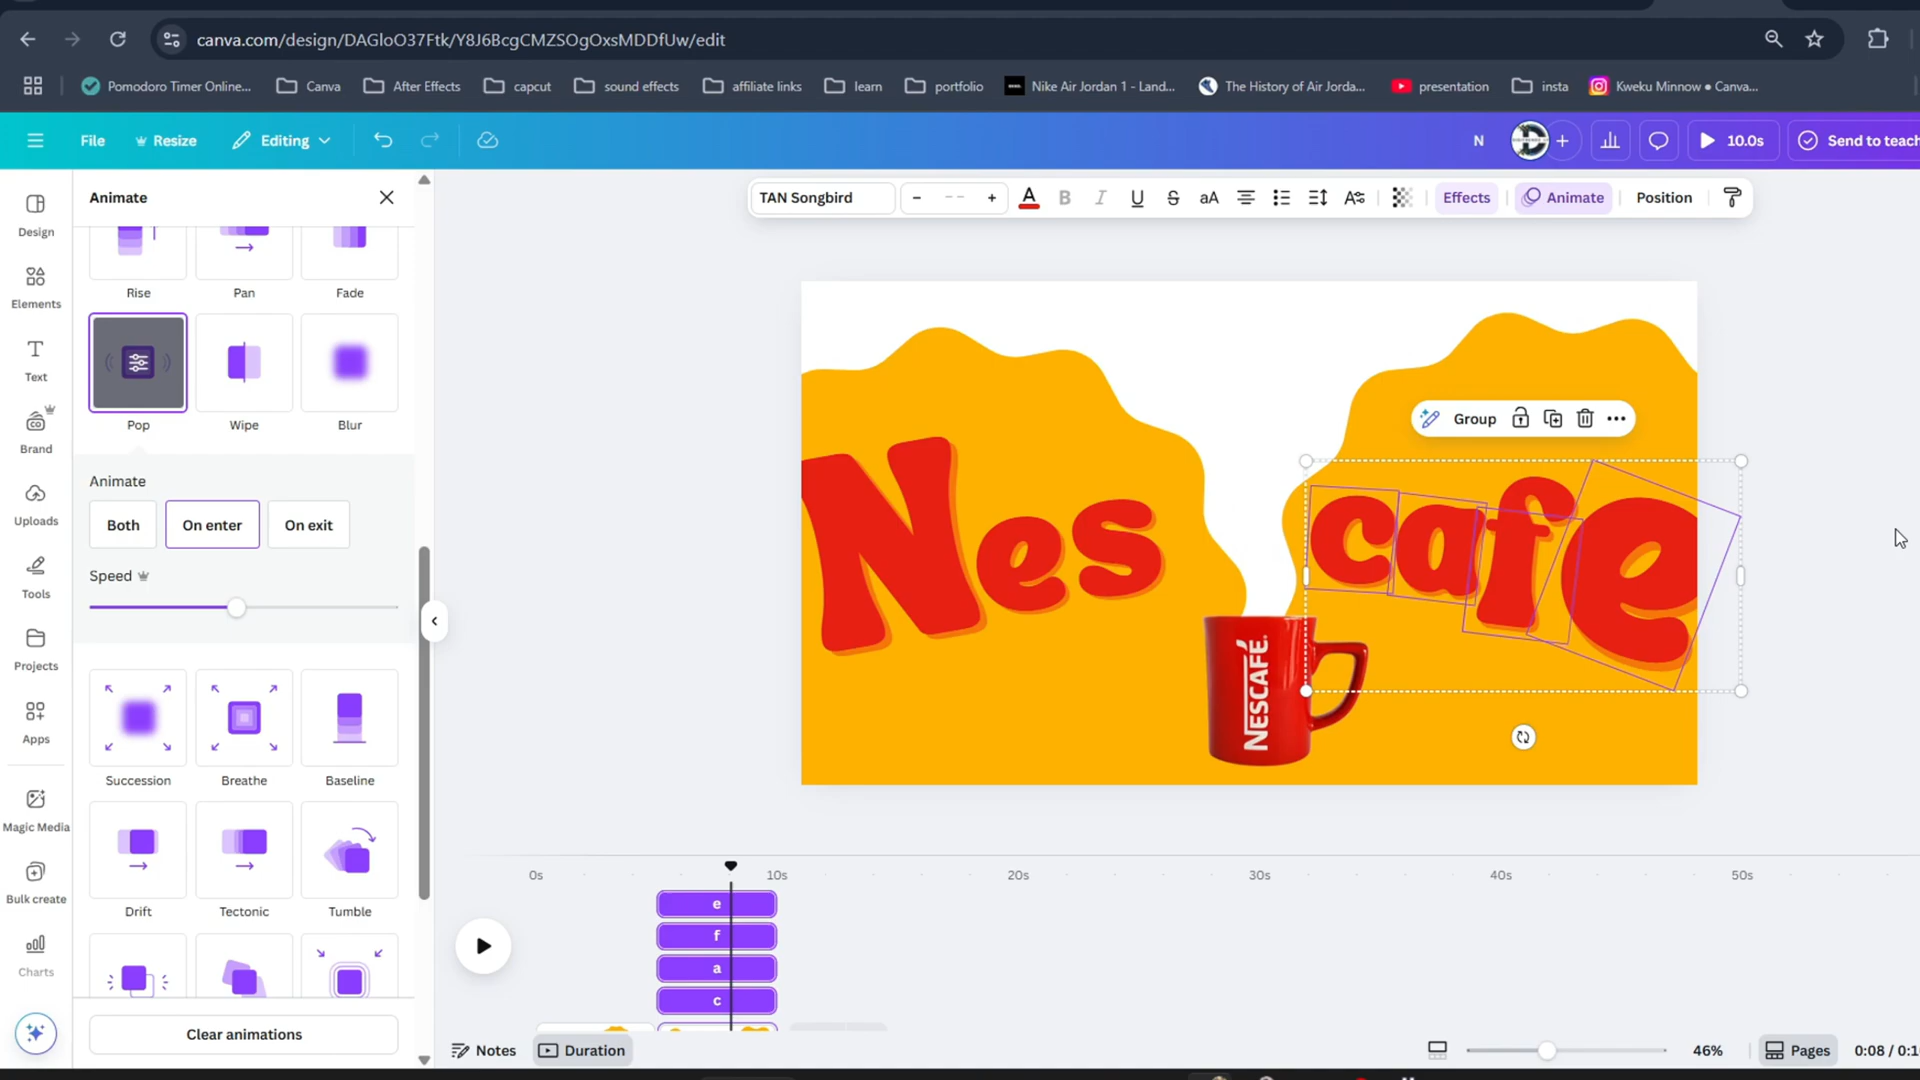 canva.com/design/DAGloO37Ftk/Y8J6BcgCMZSOgOxsMDDfUw/edit
Pomodoro Timer Online... Canva After Effects capcut sound effects affiliate links learn portfolio Nike Air Jordan 1 - Land... The History of Air Jorda... presentation insta Kweku Minnow ● Canva...
File Resize Editing N + 10.0s Send to teach
Animate
TAN Songbird − -- + A B I U S aA Effects Animate Position
Design
Elements
Text
Brand
Uploads
Tools
Projects
Apps
Magic Media
Bulk create
Charts
Rise Pan Fade
Pop Wipe Blur
Animate
Both On enter On exit
Speed
Succession Breathe Baseline
Drift Tectonic Tumble
Clear animations
Group
Nes cafe
NESCAFÉ.
0s 10s 20s 30s 40s 50s
e
f
a
c
Notes Duration 46% Pages 0:08 / 0:10